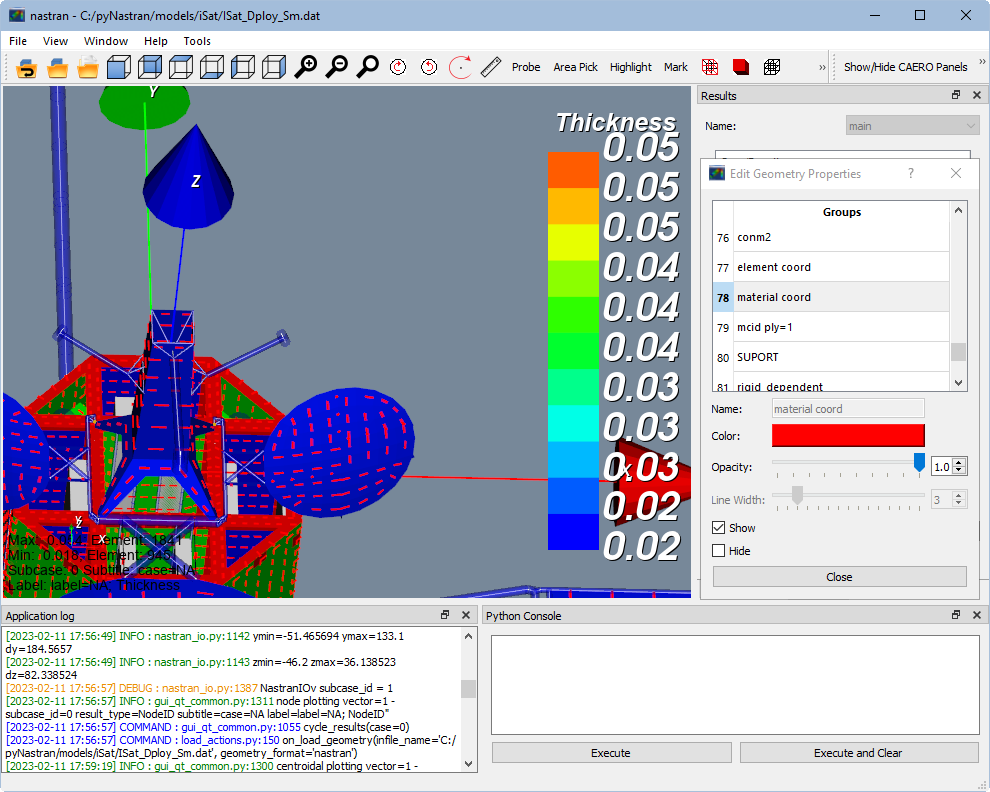 nastran - C:/pyNastran/models/iSat/ISat_Dploy_Sm.dat
File View Window Help Tools
Probe Area Pick Highlight Mark » Show/Hide CAERO Panels »
Results
Name: main
Edit Geometry Properties ?
Groups
76 conm2
77 element coord
78 material coord
79 mcid ply=1
80 SUPORT
81 rigid_dependent
Name: material coord
Color:
Opacity: 1.0
Line Width: 3
Show
Hide
Close
Thickness
0.05
0.05
0.05
0.04
0.04
0.04
0.03
0.03
0.03
0.02
0.02
Y
Z
X
Y
Z
X
Element: 1841
Min: 0.018 Element:
Subcase: 0 Subtitle: case=NA
Label: label=NA; Thickness
Application log
[2023-02-11 17:56:49] INFO : nastran_io.py:1142 ymin=-51.465694 ymax=133.1
dy=184.5657
[2023-02-11 17:56:49] INFO : nastran_io.py:1143 zmin=-46.2 zmax=36.138523
dz=82.338524
[2023-02-11 17:56:57] DEBUG : nastran_io.py:1387 NastranIOv subcase_id = 1
[2023-02-11 17:56:57] INFO : gui_qt_common.py:1311 node plotting vector=1 -
subcase_id=0 result_type=NodeID subtitle=case=NA label=label=NA; NodeID"
[2023-02-11 17:56:57] COMMAND : gui_qt_common.py:1055 cycle_results(case=0)
[2023-02-11 17:56:57] COMMAND : load_actions.py:150 on_load_geometry(infile_name='C:/
pyNastran/models/iSat/ISat_Dploy_Sm.dat', geometry_format='nastran')
[2023-02-11 17:59:19] INFO : gui_qt_common.py:1300 centroidal plotting vector=1 -
Python Console
Execute
Execute and Clear